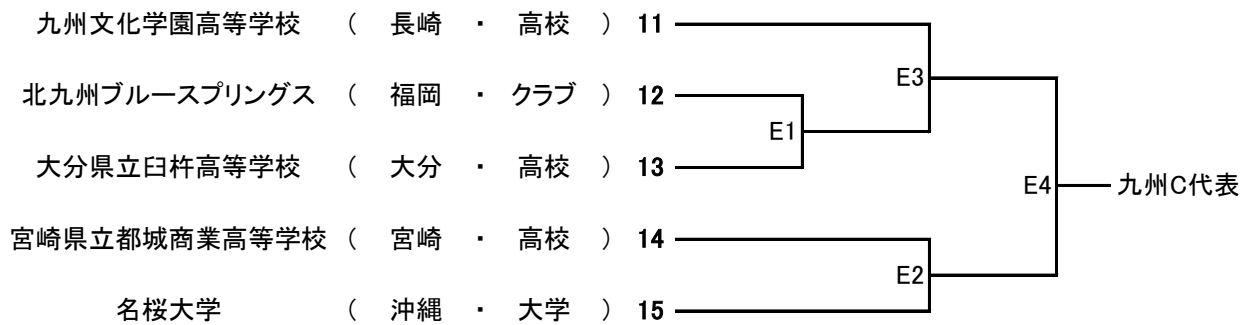 九州文化学園高等学校 ( 長崎 ・ 高校 ) 11
E3
北九州ブルースプリングス ( 福岡 ・ クラブ ) 12
E1
大分県立臼杵高等学校 ( 大分 ・ 高校 ) 13
E4 九州C代表
宮崎県立都城商業高等学校 ( 宮崎 ・ 高校 ) 14
E2
名桜大学 ( 沖縄 ・ 大学 ) 15